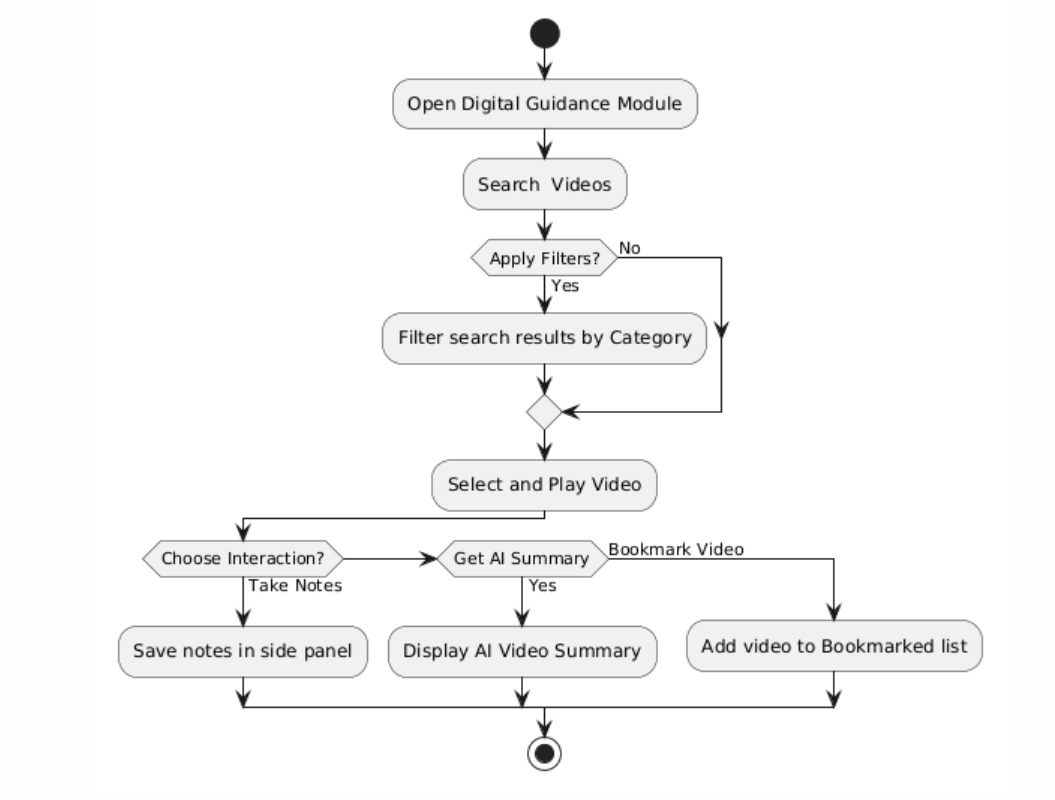 Open Digital Guidance Module
Search  Videos
Apply Filters?
No
Yes
Filter search results by Category
Select and Play Video
Choose Interaction?
Get AI Summary
Bookmark Video
Take Notes
Yes
Save notes in side panel
Display AI Video Summary
Add video to Bookmarked list